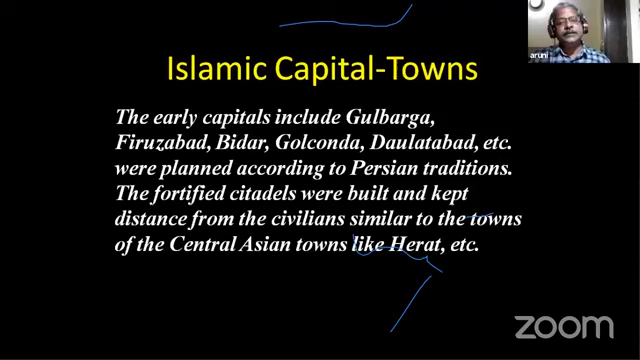 aruni
Islamic Capital-Towns
The early capitals include Gulbarga,
Firuzabad, Bidar, Golconda, Daulatabad, etc.
were planned according to Persian traditions.
The fortified citadels were built and kept
distance from the civilians similar to the towns
of the Central Asian towns like Herat, etc.
zoom